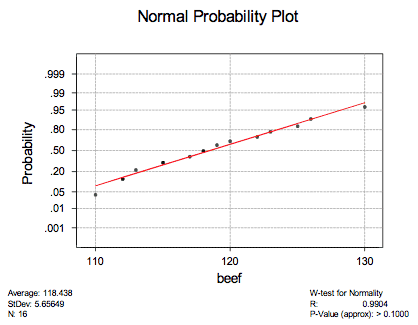 Normal Probability Plot
.999
.99
.95
.80
.50
.20
.05
.01
.001
Probability
110 120 130
beef
Average: 118.438
StDev: 5.65649
N: 16
W-test for Normality
R: 0.9904
P-Value (approx): > 0.1000